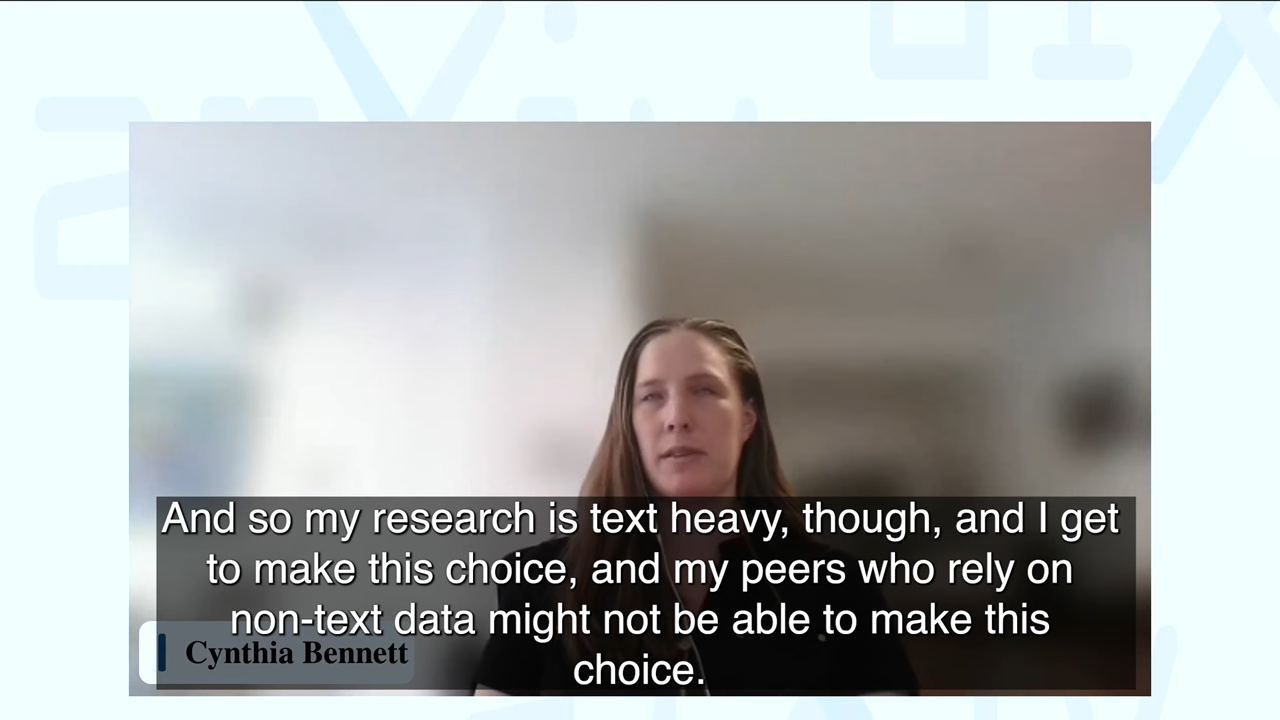 And so my research is text heavy, though, and I get
to make this choice, and my peers who rely on
non-text data might not be able to make this
choice.
Cynthia Bennett